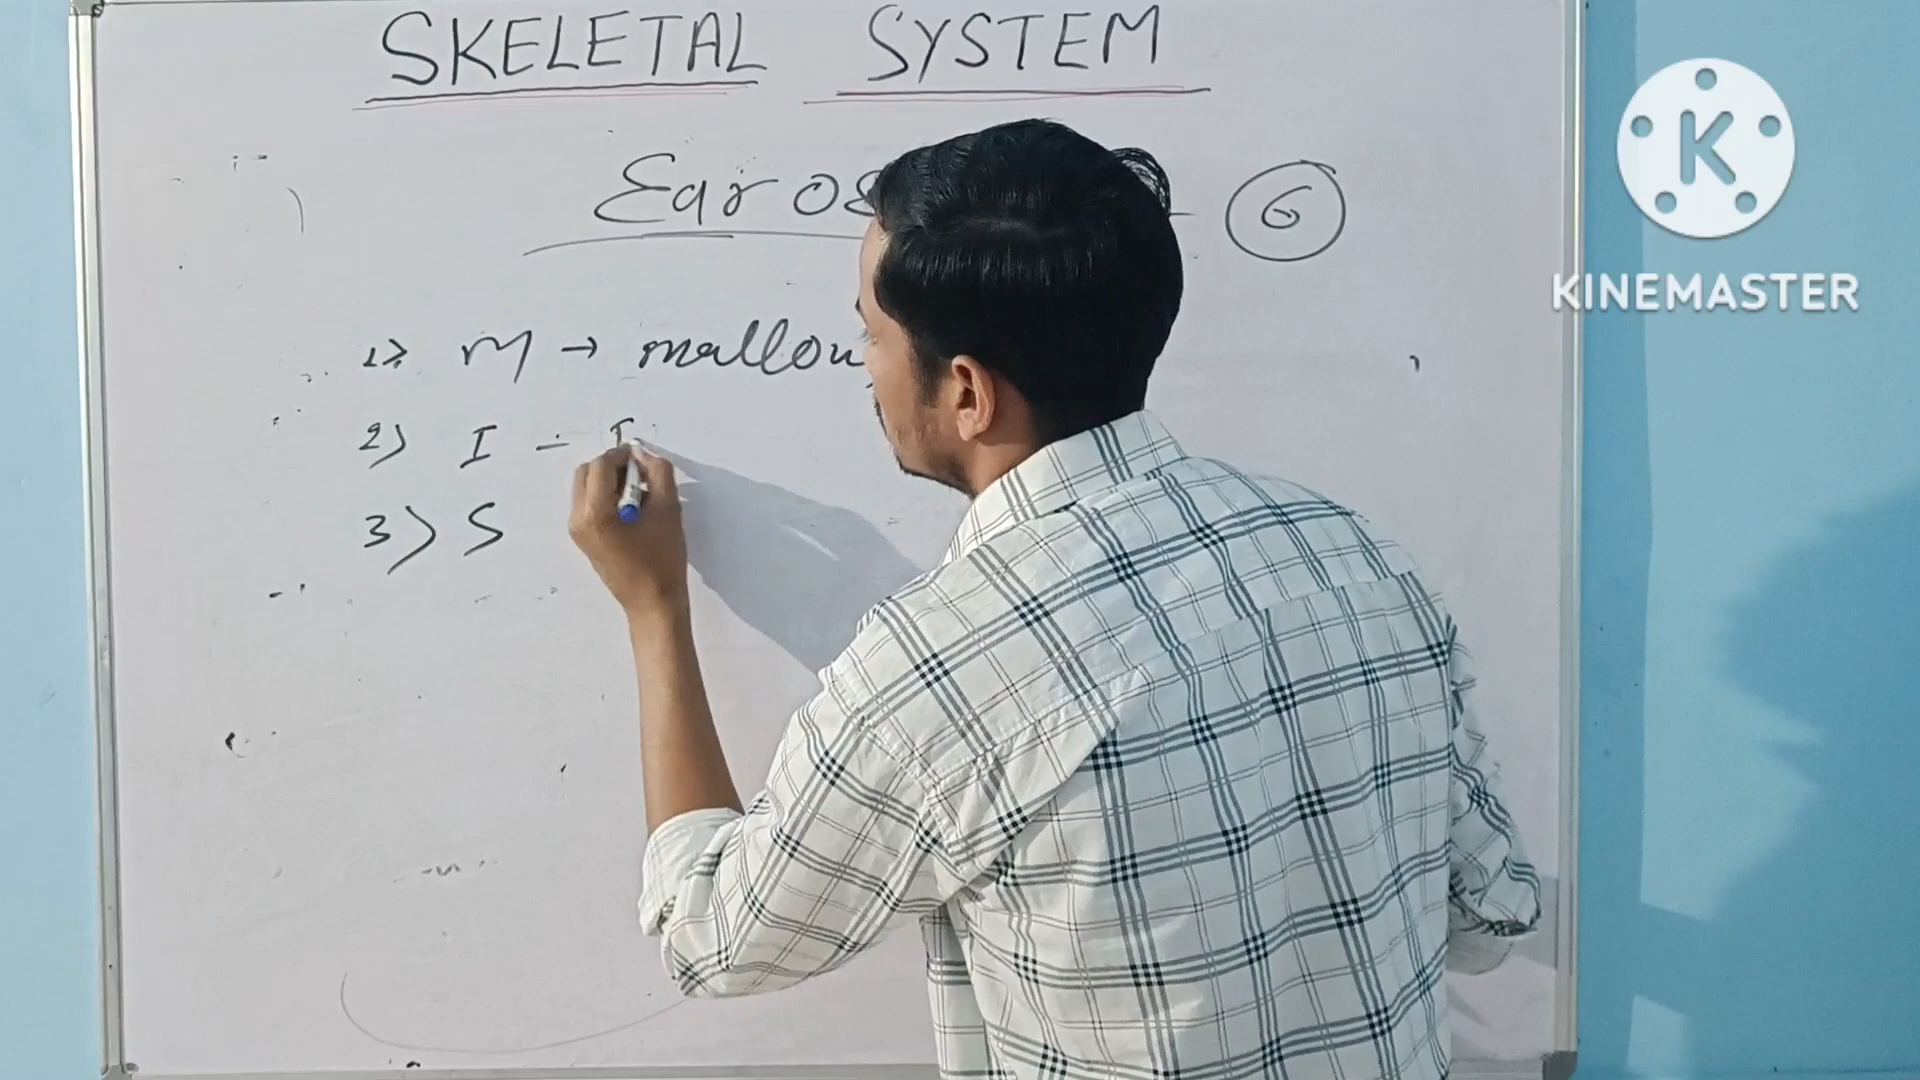 SKELETAL SYSTEM
Ear os - 6
1) M → mallou
2) I - I
3) S
K
KINEMASTER